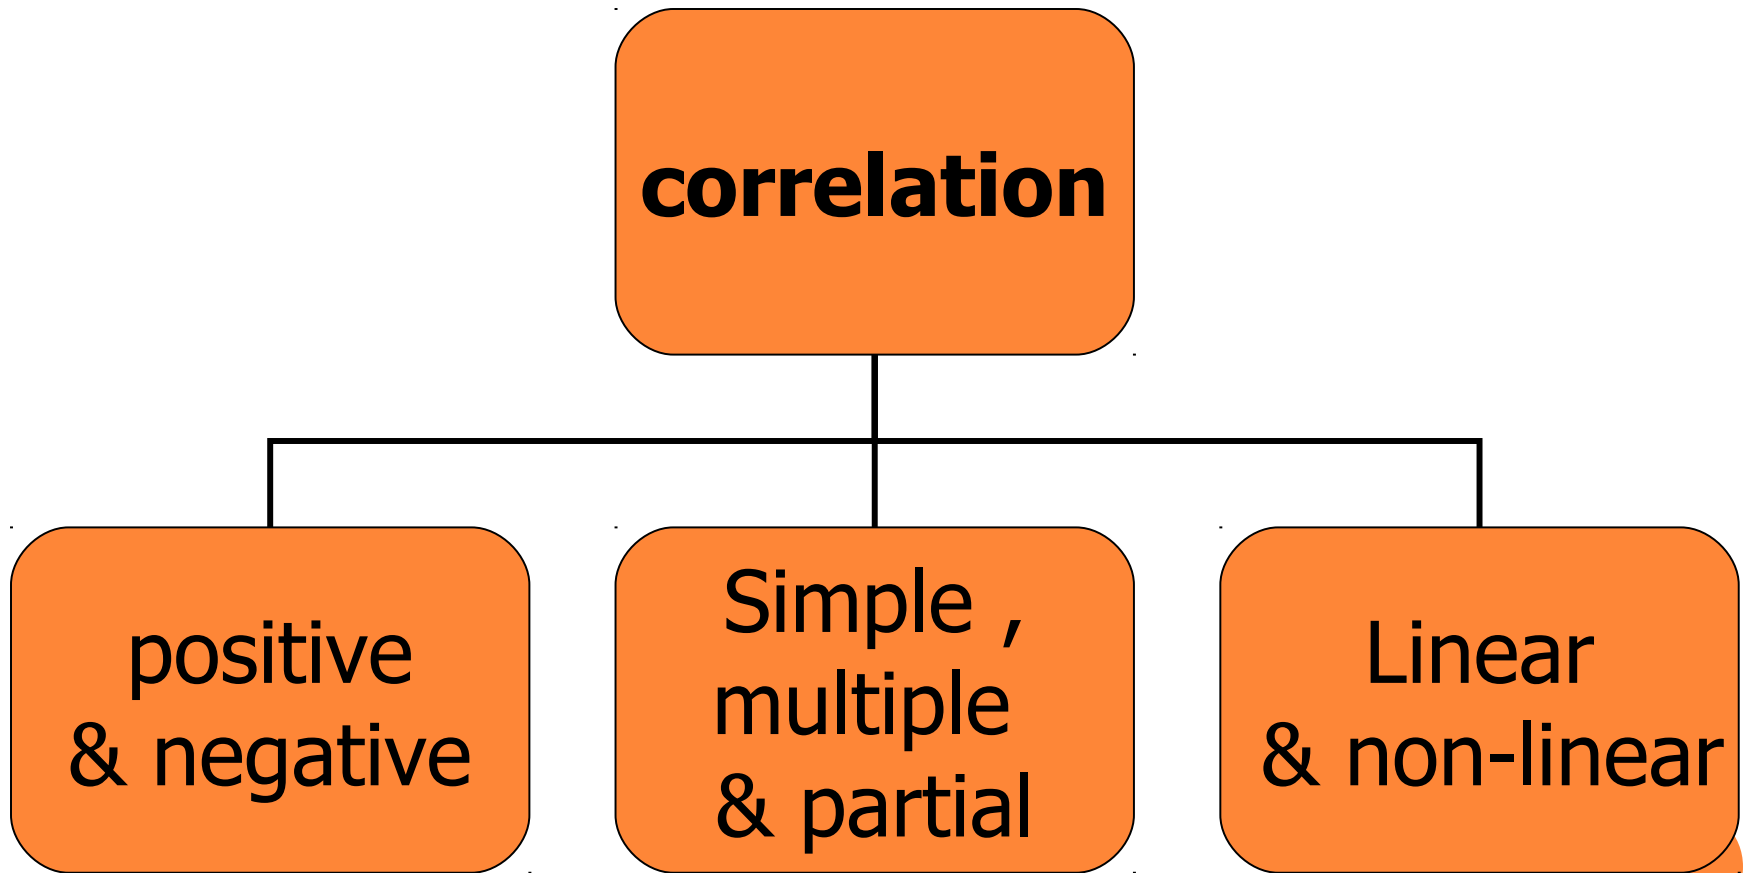 correlation
positive
& negative
Simple ,
multiple
& partial
Linear
& non-linear